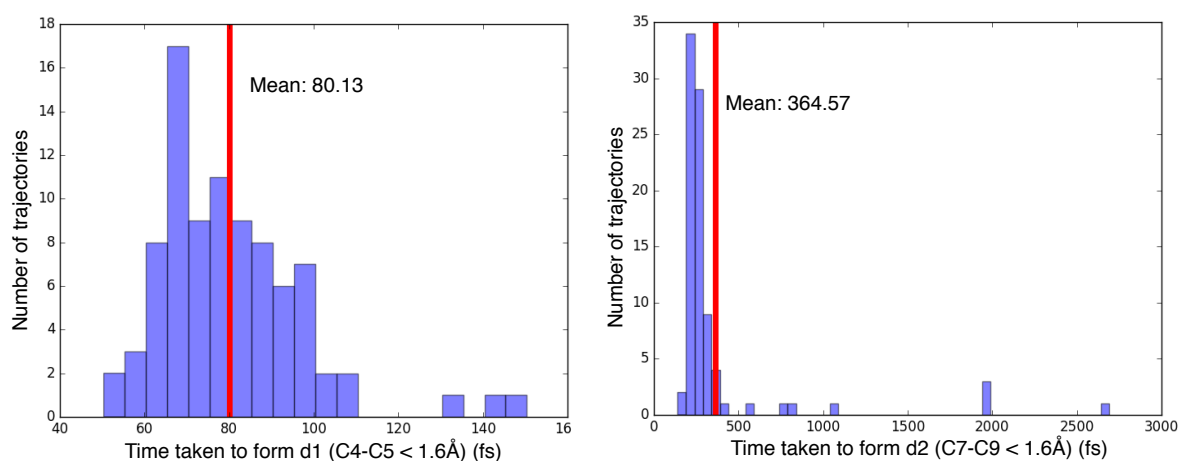 18
16
14
12
10
8
6
4
2
0
Number of trajectories
Mean: 80.13
40 60 80 100 120 140 16
Time taken to form d1 (C4-C5 < 1.6Å) (fs)
35
30
25
20
15
10
5
0
Number of trajectories
Mean: 364.57
0 500 1000 1500 2000 2500 3000
Time taken to form d2 (C7-C9 < 1.6Å) (fs)